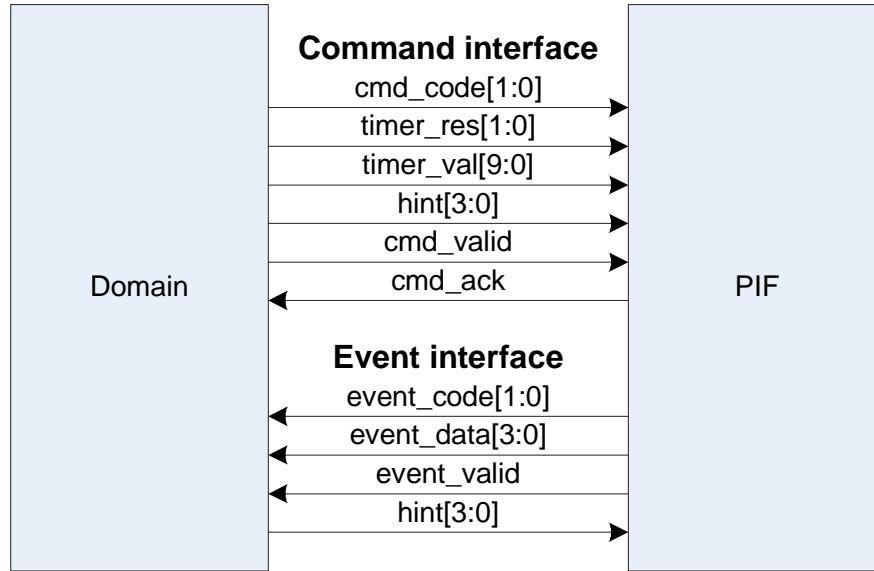 Command interface
cmd_code[1:0]
timer_res[1:0]
timer_val[9:0]
hint[3:0]
cmd_valid
cmd_ack
Domain
PIF
Event interface
event_code[1:0]
event_data[3:0]
event_valid
hint[3:0]